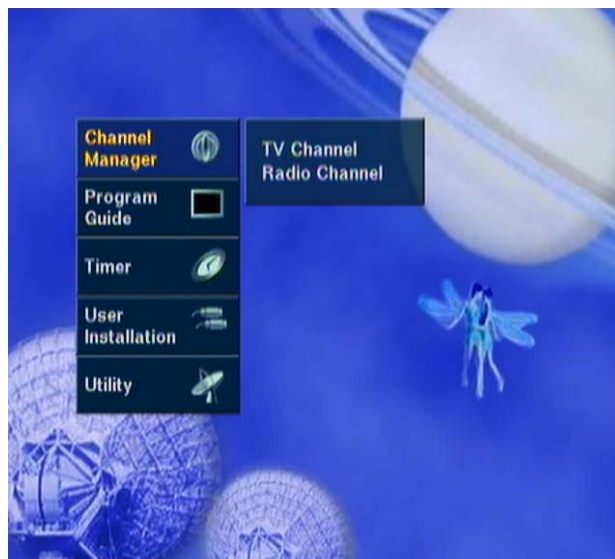 Channel
Manager
TV Channel
Radio Channel
Program
Guide
Timer
User
Installation
Utility